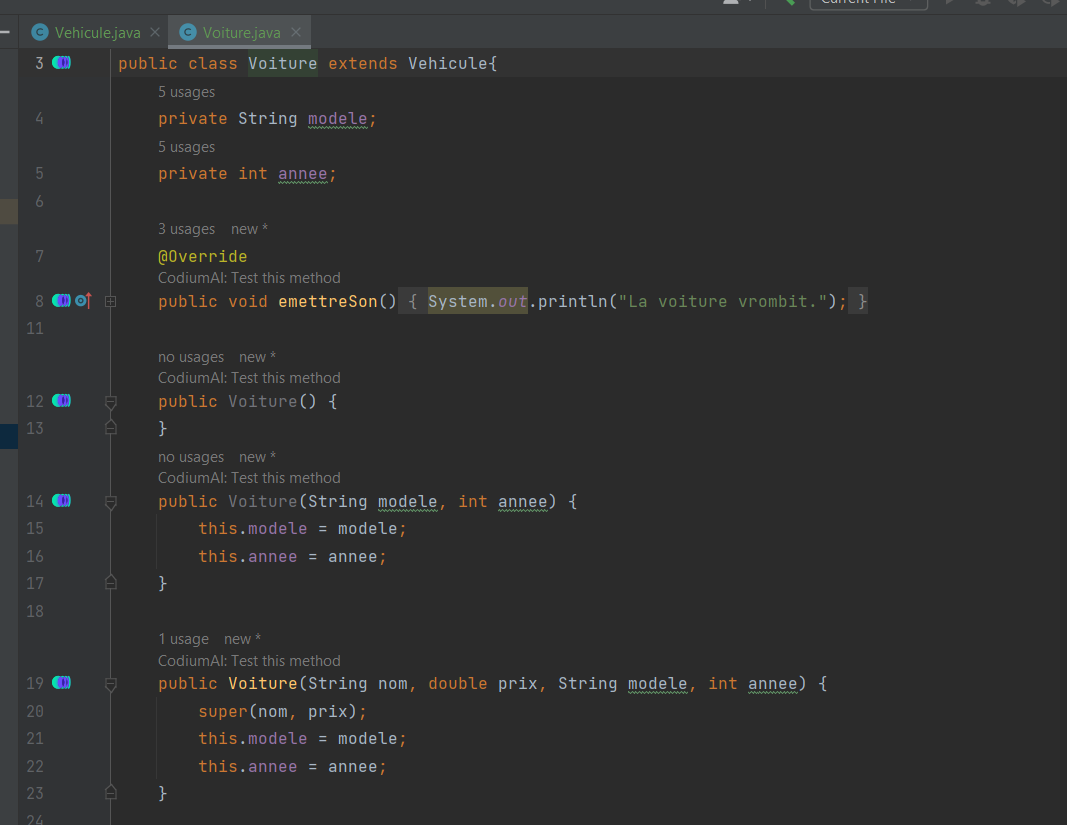 Current File
Vehicule.java Voiture.java
3 public class Voiture extends Vehicule{
5 usages
4 private String modele;
5 usages
5 private int annee;
6
3 usages new *
7 @Override
CodiumAI: Test this method
8 public void emettreSon() { System.out.println("La voiture vrombit."); }
11
no usages new *
CodiumAI: Test this method
12 public Voiture() {
13 }
no usages new *
CodiumAI: Test this method
14 public Voiture(String modele, int annee) {
15 this.modele = modele;
16 this.annee = annee;
17 }
18
1 usage new *
CodiumAI: Test this method
19 public Voiture(String nom, double prix, String modele, int annee) {
20 super(nom, prix);
21 this.modele = modele;
22 this.annee = annee;
23 }
24